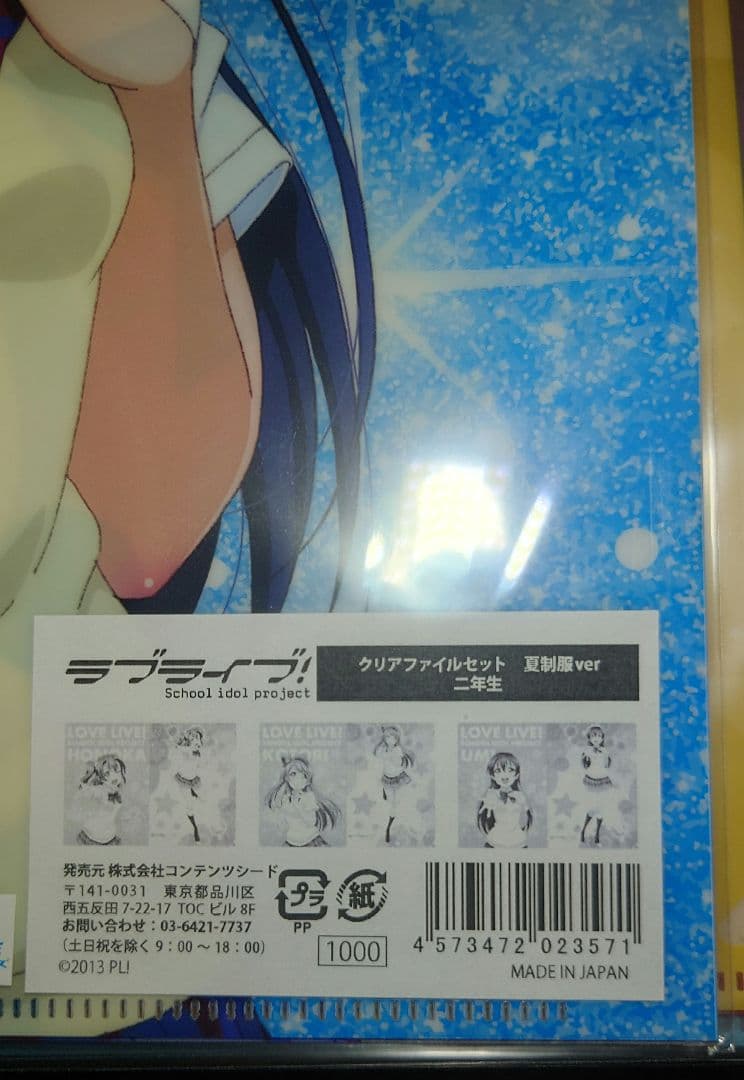 ラブライブ!
School idol project
クリアファイルセット 夏制服ver
二年生
LOVE LIVE!
HONOKA
LOVE LIVE!
KOTORI
LOVE LIVE!
UMI
発売元 株式会社コンテンツシード
〒141-0031 東京都品川区
西五反田 7-22-17 TOC ビル 8F
お問い合わせ:03-6421-7737
(土日祝を除く 9:00~18:00)
©2013 PL!
プラ
PP
紙
1000
4 573472 023571
MADE IN JAPAN